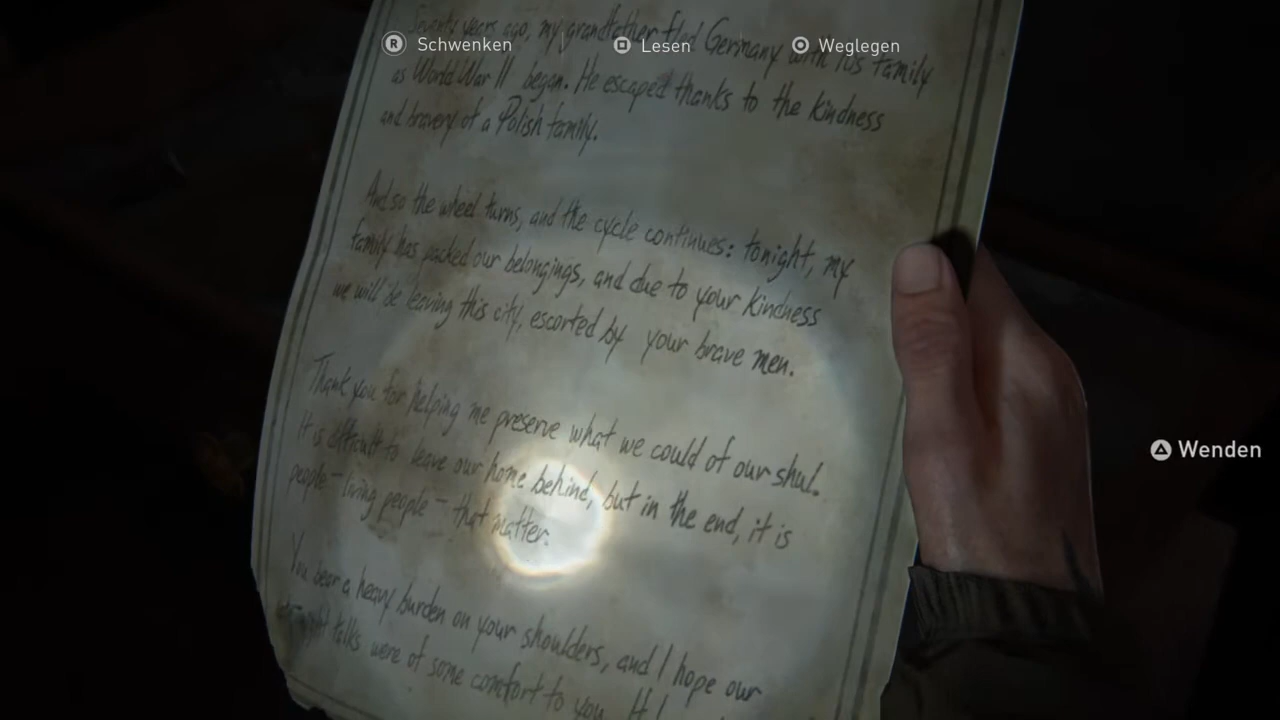 Schwenken Lesen Weglegen
Seventy years ago, my grandfather fled Germany with his family
as World War II began. He escaped thanks to the kindness
and bravery of a Polish family.
And so the wheel turns, and the cycle continues: tonight, my
family has packed our belongings, and due to your kindness
we will be leaving this city, escorted by your brave men.
Thank you for helping me preserve what we could of our shul.
It is difficult to leave our home behind, but in the end, it is
people - living people - that matter.
Wenden
You bear a heavy burden on your shoulders, and I hope our
talks were of some comfort to you.